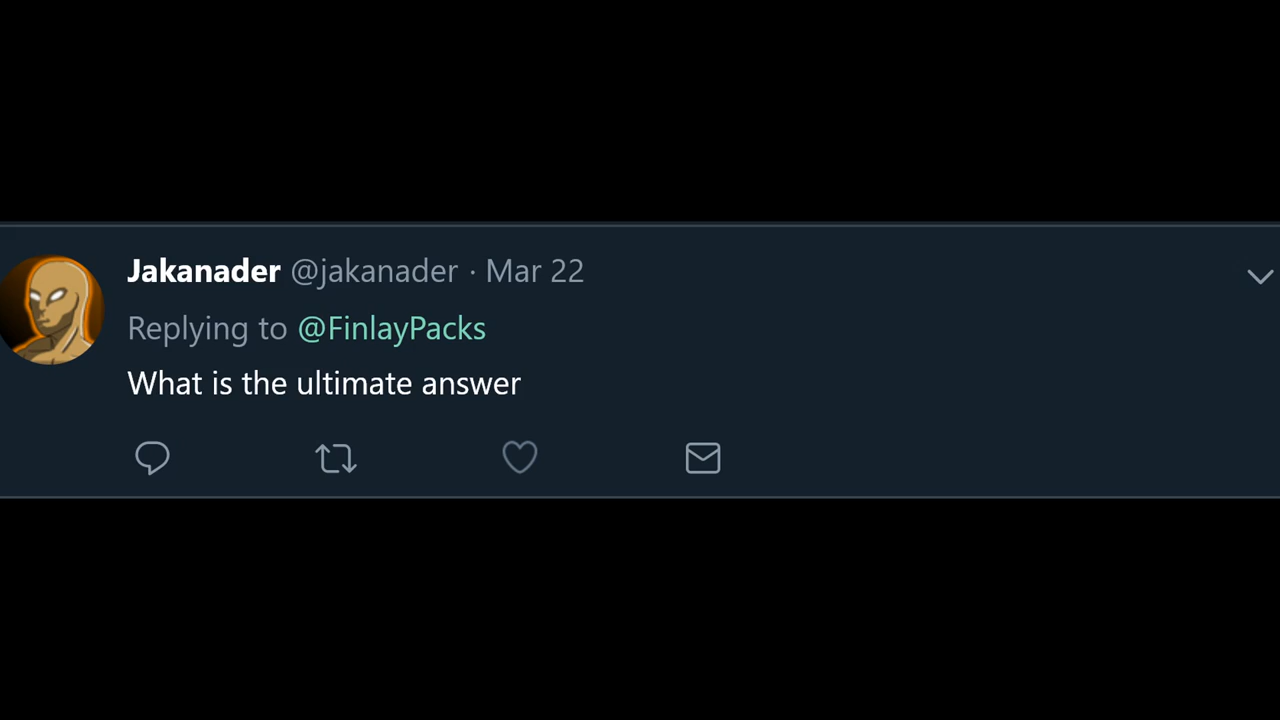 Jakanader @jakanader · Mar 22
Replying to @FinlayPacks
What is the ultimate answer